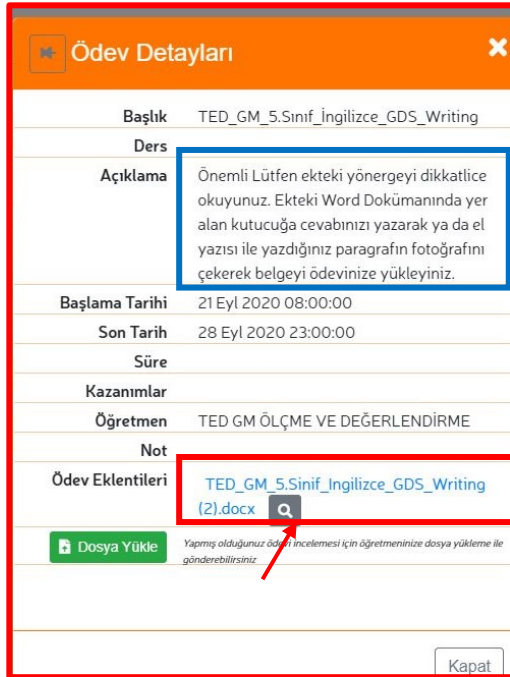 Ödev Detayları
Başlık TED_GM_5.Sınıf_İngilizce_GDS_Writing
Ders
Açıklama Önemli Lütfen ekteki yönergeyi dikkatlice
okuyunuz. Ekteki Word Dokümanında yer
alan kutucuğa cevabınızı yazarak ya da el
yazısı ile yazdığınız paragrafın fotoğrafını
çekerek belgeyi ödevinize yükleyiniz.
Başlama Tarihi 21 Eyl 2020 08:00:00
Son Tarih 28 Eyl 2020 23:00:00
Süre
Kazanımlar
Öğretmen TED GM ÖLÇME VE DEĞERLENDİRME
Not
Ödev Eklentileri TED_GM_5.Sinif_Ingilizce_GDS_Writing
(2).docx
Dosya Yükle Yapmış olduğunuz ödevi incelemesi için öğretmeninize dosya yükleme ile
gönderebilirsiniz
Kapat